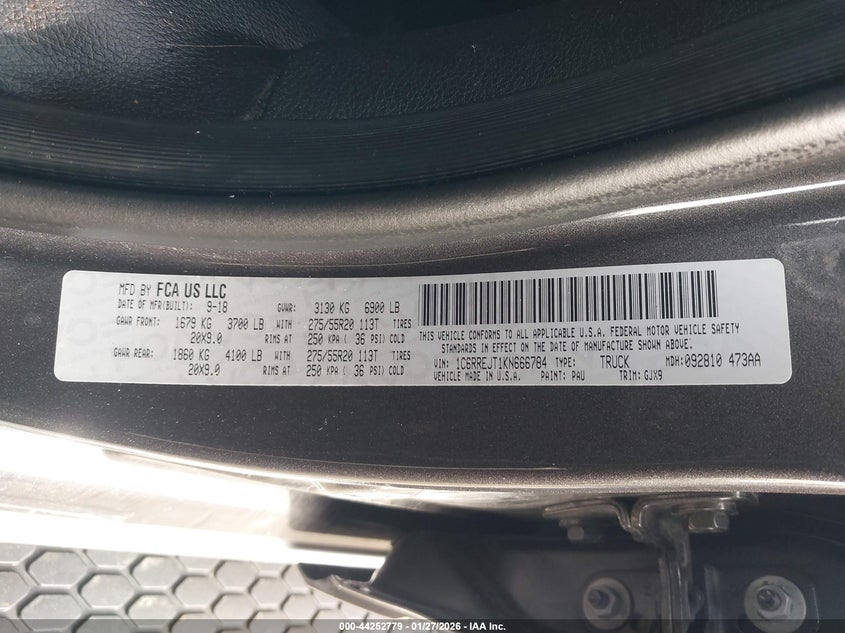 MFD BY FCA US LLC
DATE OF MFR(BUILT): 9-18 GVWR: 3130 KG 6900 LB
GAWR FRONT: 1679 KG 3700 LB WITH 275/55R20 113T TIRES
20X9.0 RIMS AT 250 KPA ( 36 PSI) COLD
GAWR REAR: 1860 KG 4100 LB WITH 275/55R20 113T TIRES
20X9.0 RIMS AT 250 KPA ( 36 PSI) COLD
THIS VEHICLE CONFORMS TO ALL APPLICABLE U.S.A. FEDERAL MOTOR VEHICLE SAFETY
STANDARDS IN EFFECT ON THE DATE OF MANUFACTURE SHOWN ABOVE.
VIN: 1C6RREJT1KN666784 TYPE: TRUCK MDH: 092810 473AA
VEHICLE MADE IN U.S.A. PAINT: PAU TRIM: GJX9
000-44252779 - 01/27/2026 - IAA Inc.